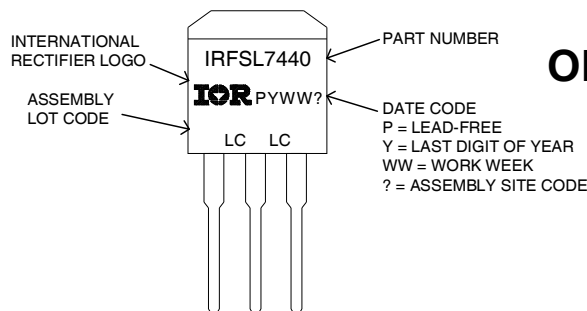 INTERNATIONAL
RECTIFIER LOGO
ASSEMBLY
LOT CODE
IRFSL7440
IOR PYWW?
LC LC
PART NUMBER
DATE CODE
P = LEAD-FREE
Y = LAST DIGIT OF YEAR
WW = WORK WEEK
? = ASSEMBLY SITE CODE